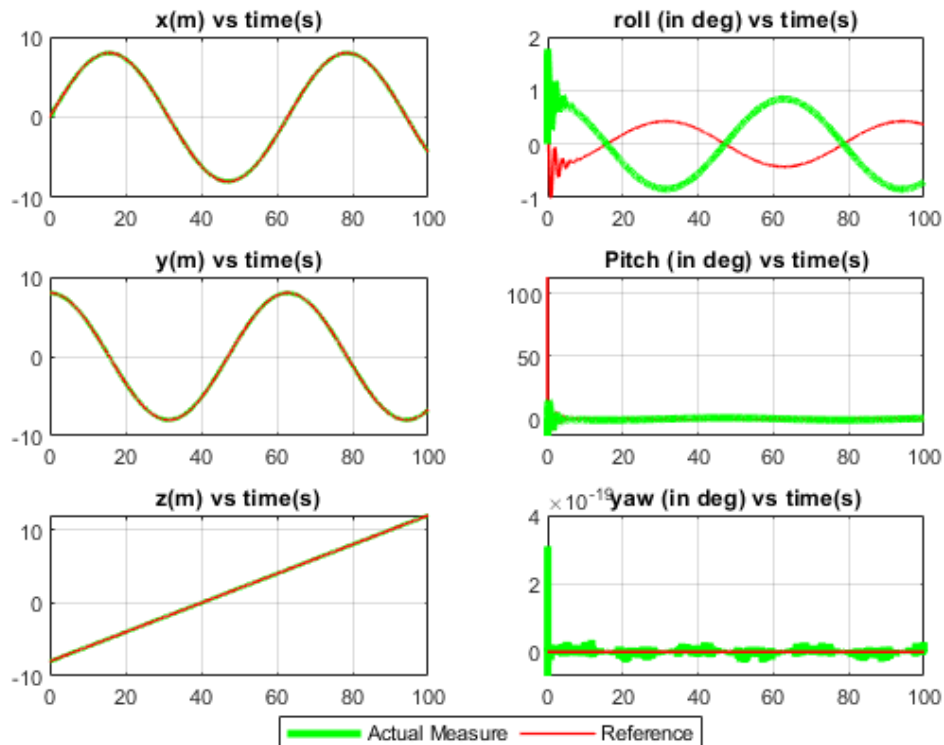 x(m) vs time(s)
10
0
-10
0 20 40 60 80 100
roll (in deg) vs time(s)
2
1
0
-1
0 20 40 60 80 100
y(m) vs time(s)
10
0
-10
0 20 40 60 80 100
Pitch (in deg) vs time(s)
100
50
0
0 20 40 60 80 100
z(m) vs time(s)
10
0
-10
0 20 40 60 80 100
× 10^-19
yaw (in deg) vs time(s)
4
2
0
0 20 40 60 80 100
Actual Measure Reference